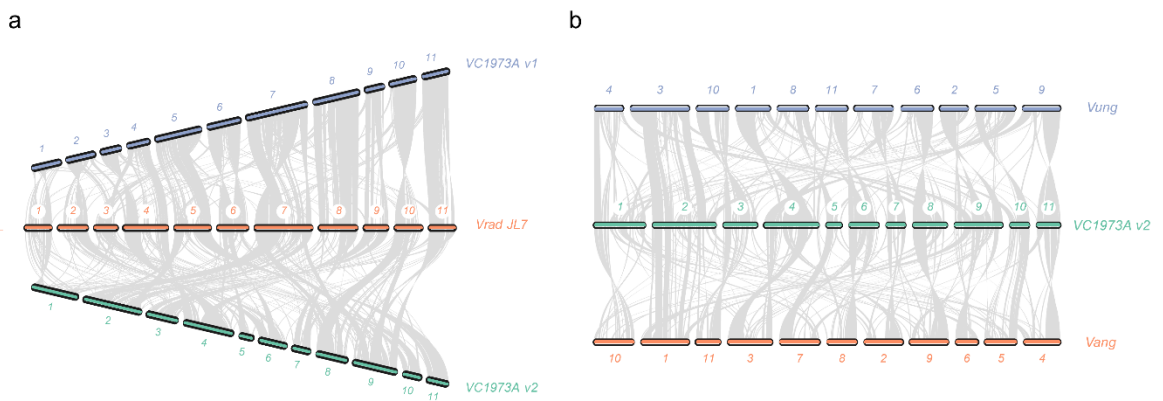 a
VC1973A v1
1 2 3 4 5 6 7 8 9 10 11
1 2 3 4 5 6 7 8 9 10 11
Vrad JL7
1 2 3 4 5 6 7 8 9 10 11
VC1973A v2
b
4 3 10 1 8 11 7 6 2 5 9
Vung
1 2 3 4 5 6 7 8 9 10 11
VC1973A v2
Vang
10 1 11 3 7 8 2 9 6 5 4